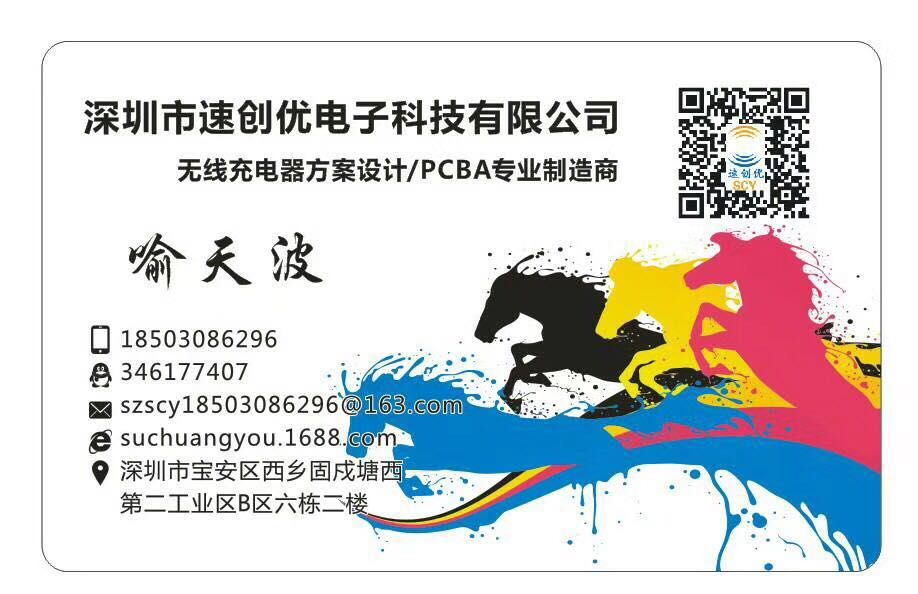 深圳市速创优电子科技有限公司
无线充电器方案设计/PCBA专业制造商
速创优
SCY
喻天波
18503086296
346177407
szscy18503086296@163.com
suchuangyou.1688.com
深圳市宝安区西乡固戍塘西
第二工业区B区六栋二楼